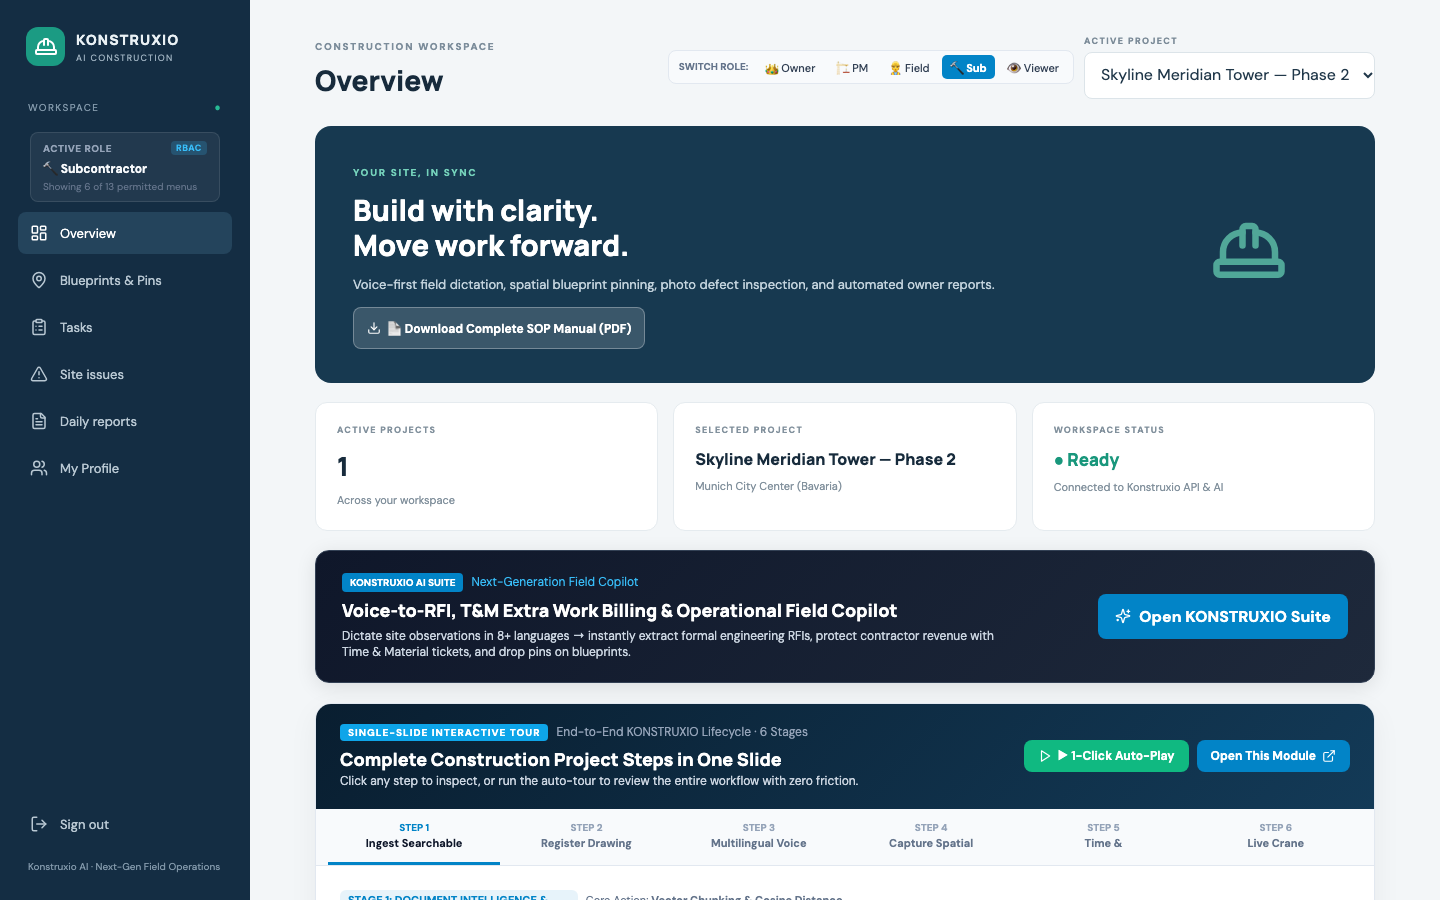 KONSTRUXIO
AI CONSTRUCTION
WORKSPACE
ACTIVE ROLE
RBAC
Subcontractor
Showing 6 of 13 permitted menus
Overview
Blueprints & Pins
Tasks
Site issues
Daily reports
My Profile
Sign out
Konstruxio AI · Next-Gen Field Operations
CONSTRUCTION WORKSPACE
Overview
SWITCH ROLE:
Owner
PM
Field
Sub
Viewer
ACTIVE PROJECT
Skyline Meridian Tower — Phase 2
YOUR SITE, IN SYNC
Build with clarity.
Move work forward.
Voice-first field dictation, spatial blueprint pinning, photo defect inspection, and automated owner reports.
Download Complete SOP Manual (PDF)
ACTIVE PROJECTS
1
Across your workspace
SELECTED PROJECT
Skyline Meridian Tower — Phase 2
Munich City Center (Bavaria)
WORKSPACE STATUS
● Ready
Connected to Konstruxio API & AI
KONSTRUXIO AI SUITE
Next-Generation Field Copilot
Voice-to-RFI, T&M Extra Work Billing & Operational Field Copilot
Dictate site observations in 8+ languages → instantly extract formal engineering RFIs, protect contractor revenue with
Time & Material tickets, and drop pins on blueprints.
Open KONSTRUXIO Suite
SINGLE-SLIDE INTERACTIVE TOUR
End-to-End KONSTRUXIO Lifecycle · 6 Stages
Complete Construction Project Steps in One Slide
Click any step to inspect, or run the auto-tour to review the entire workflow with zero friction.
▶ 1-Click Auto-Play
Open This Module
STEP 1
Ingest Searchable
STEP 2
Register Drawing
STEP 3
Multilingual Voice
STEP 4
Capture Spatial
STEP 5
Time &
STEP 6
Live Crane
STAGE 1: DOCUMENT INTELLIGENCE &
Core Action: Vector Chunking & Cosine Distance